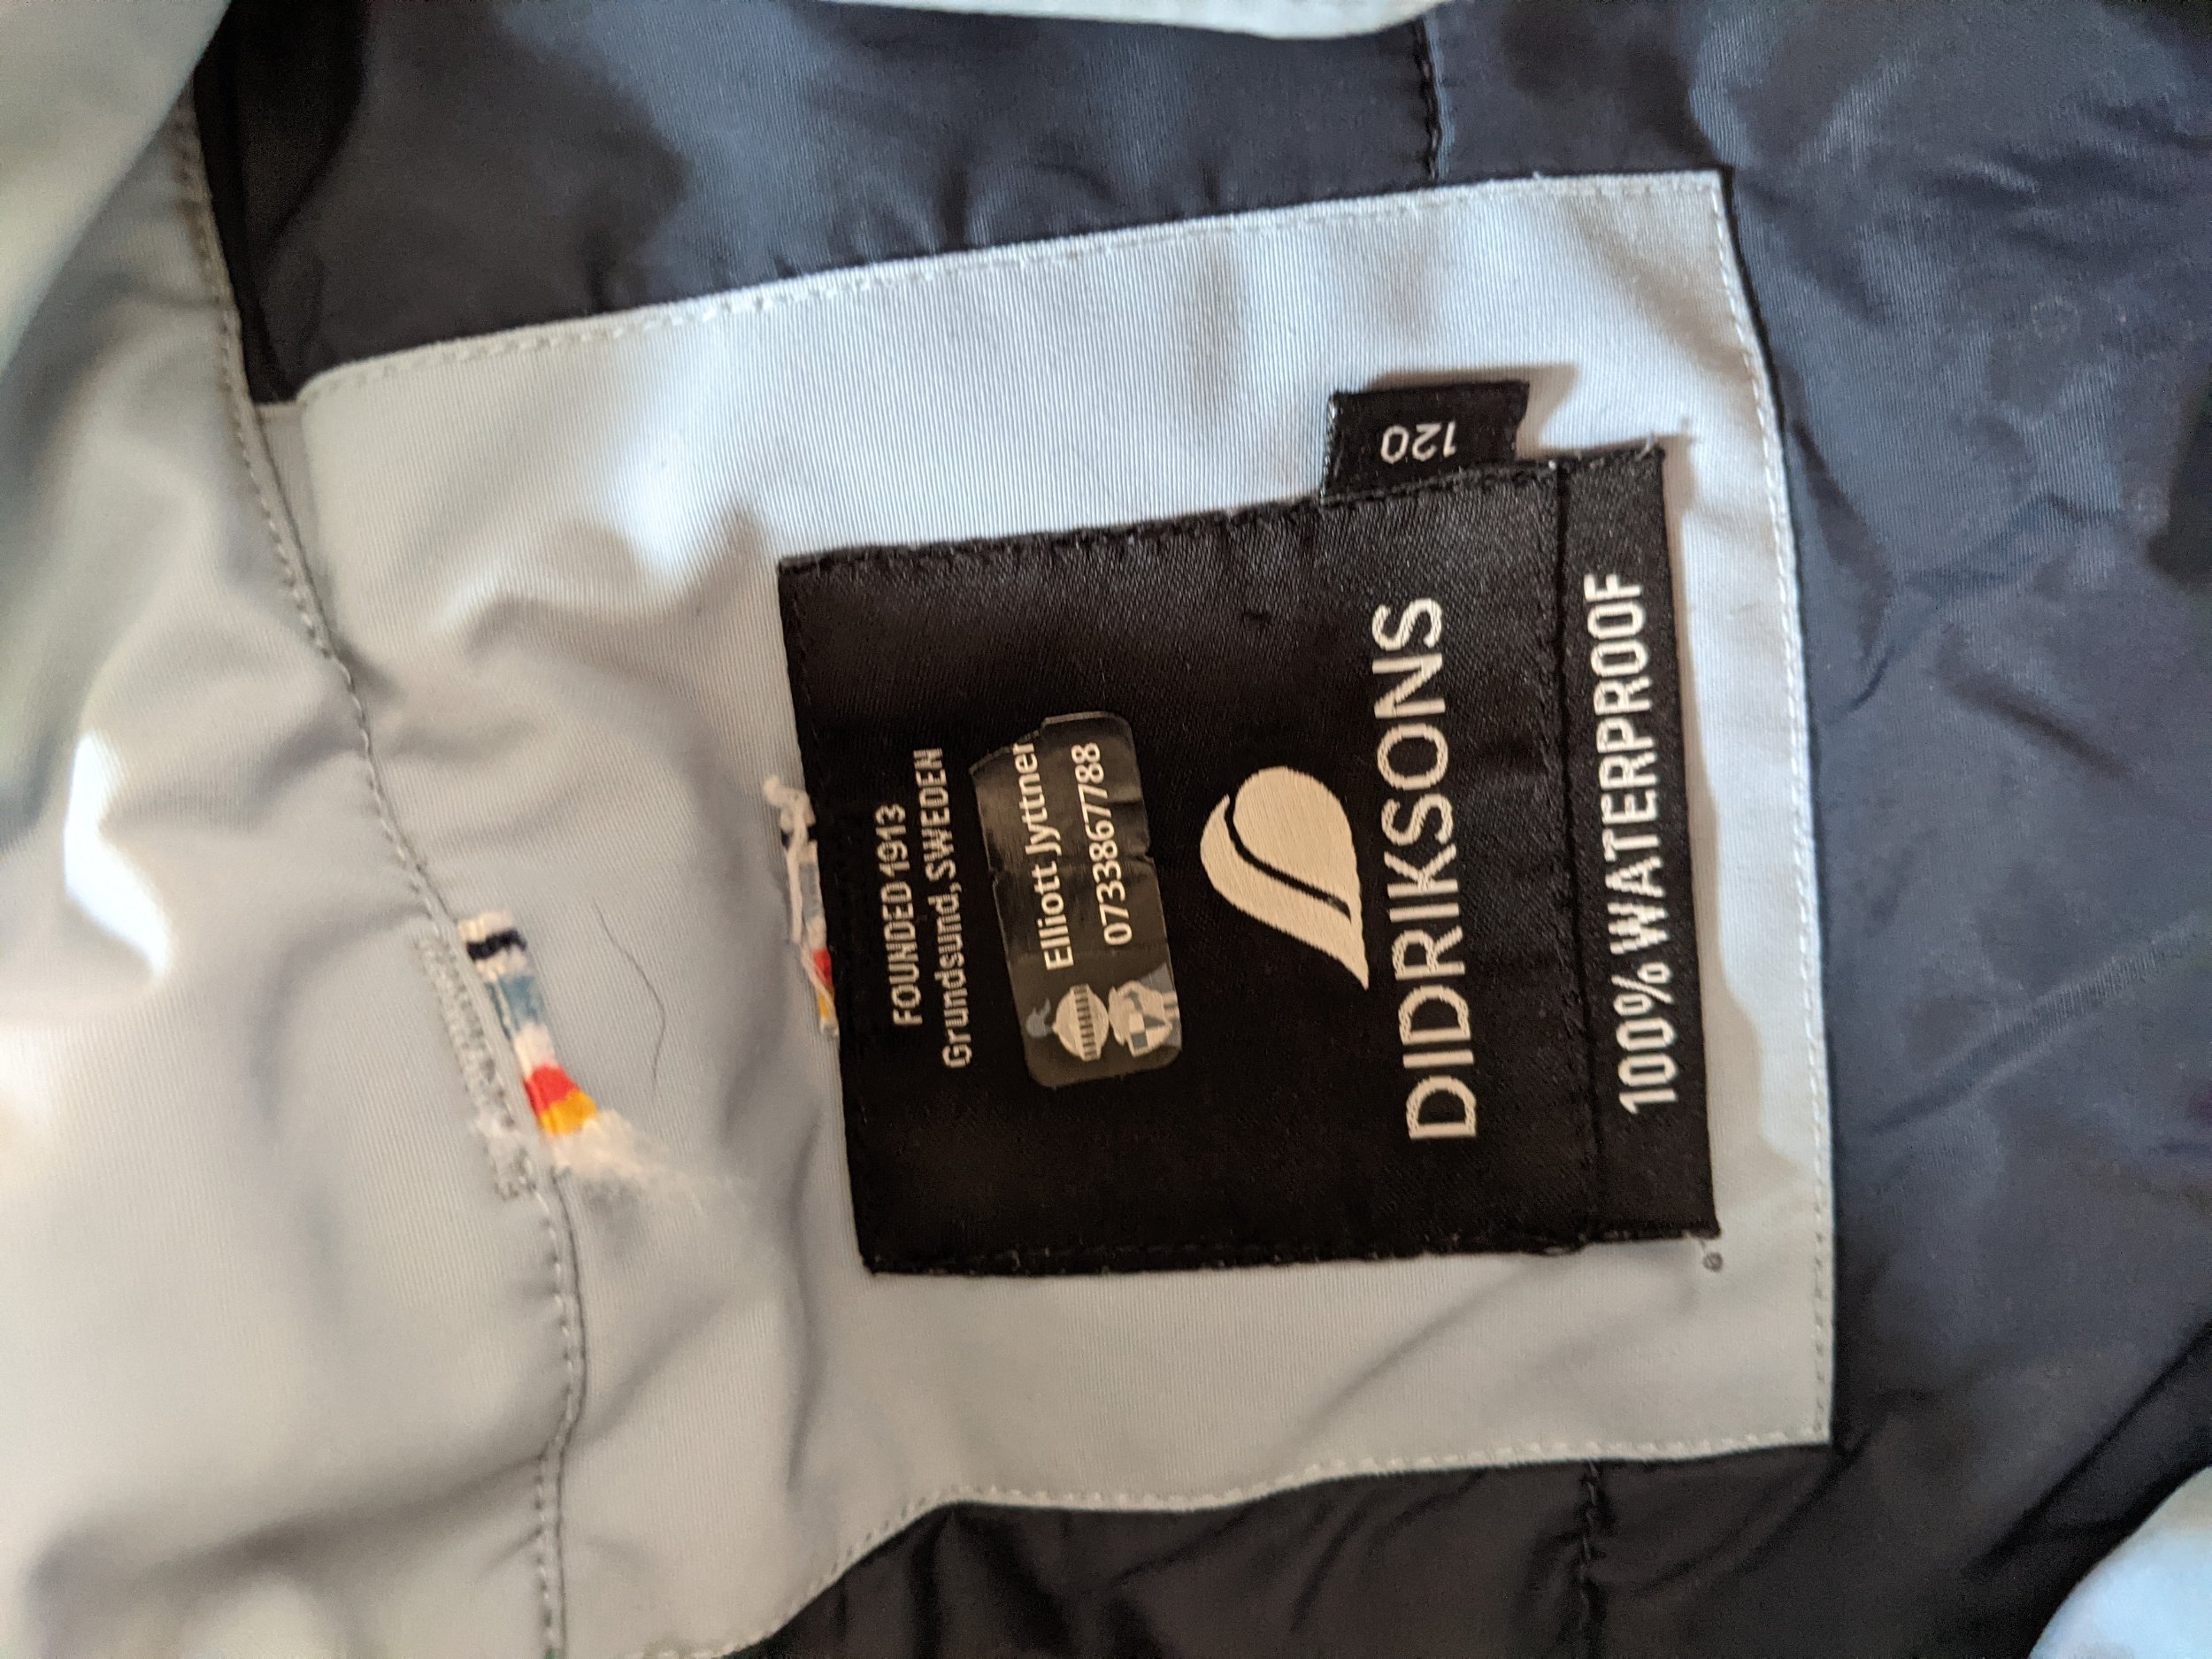 FOUNDED 1913
Grundsund, SWEDEN
Elliott Jyttner
0733867788
DIDRIKSONS
100% WATERPROOF
120